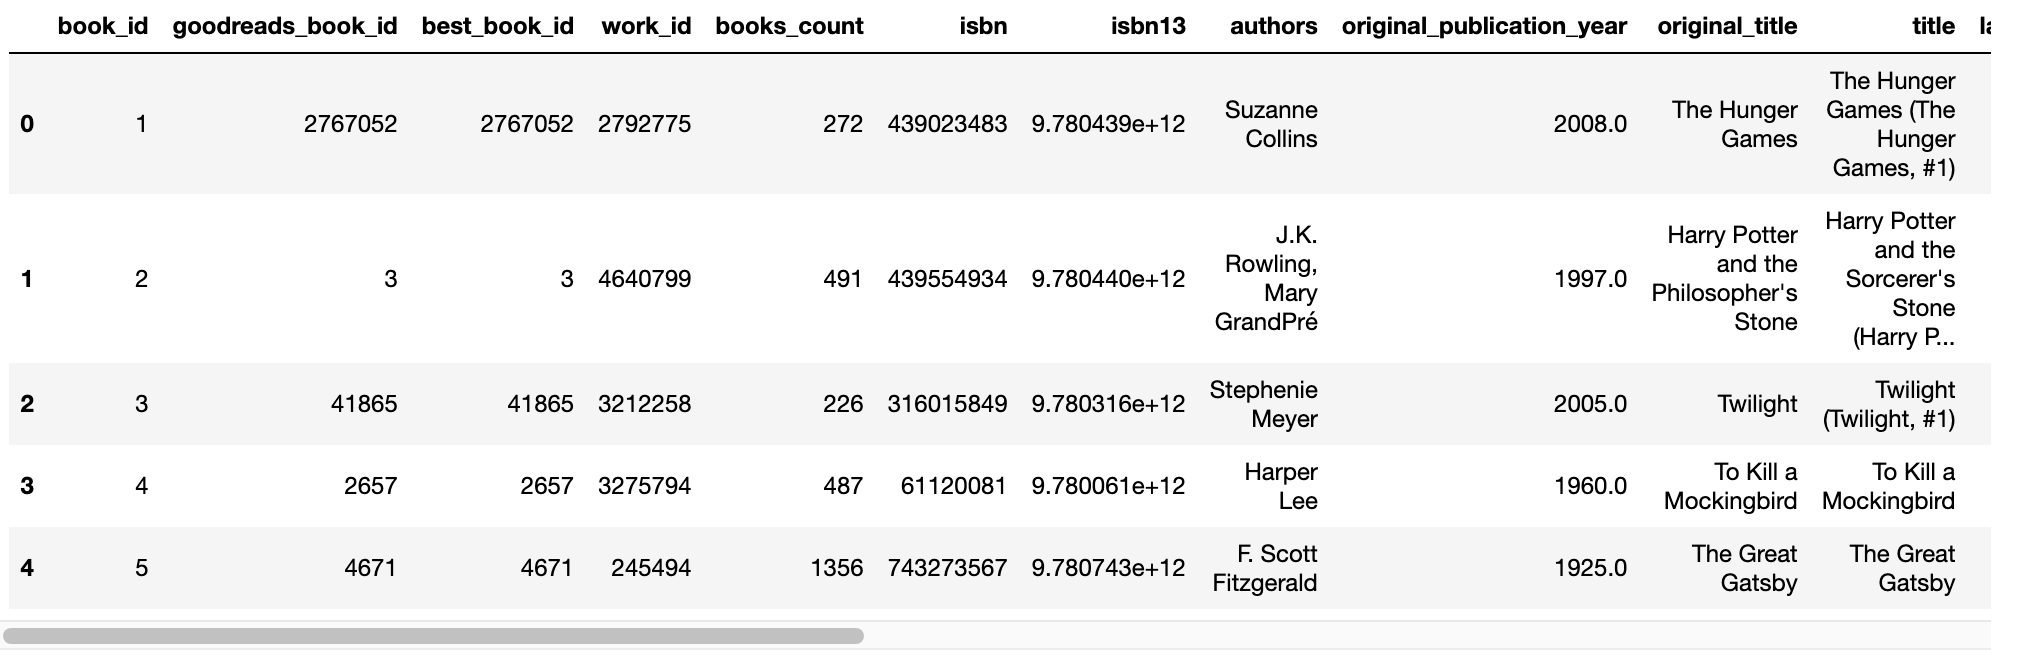 book_id goodreads_book_id best_book_id work_id books_count isbn isbn13 authors original_publication_year original_title title
0 1 2767052 2767052 2792775 272 439023483 9.780439e+12 Suzanne Collins 2008.0 The Hunger Games The Hunger Games (The Hunger Games, #1)
1 2 3 3 4640799 491 439554934 9.780440e+12 J.K. Rowling, Mary GrandPré 1997.0 Harry Potter and the Philosopher's Stone Harry Potter and the Sorcerer's Stone (Harry P...
2 3 41865 41865 3212258 226 316015849 9.780316e+12 Stephenie Meyer 2005.0 Twilight Twilight (Twilight, #1)
3 4 2657 2657 3275794 487 61120081 9.780061e+12 Harper Lee 1960.0 To Kill a Mockingbird To Kill a Mockingbird
4 5 4671 4671 245494 1356 743273567 9.780743e+12 F. Scott Fitzgerald 1925.0 The Great Gatsby The Great Gatsby